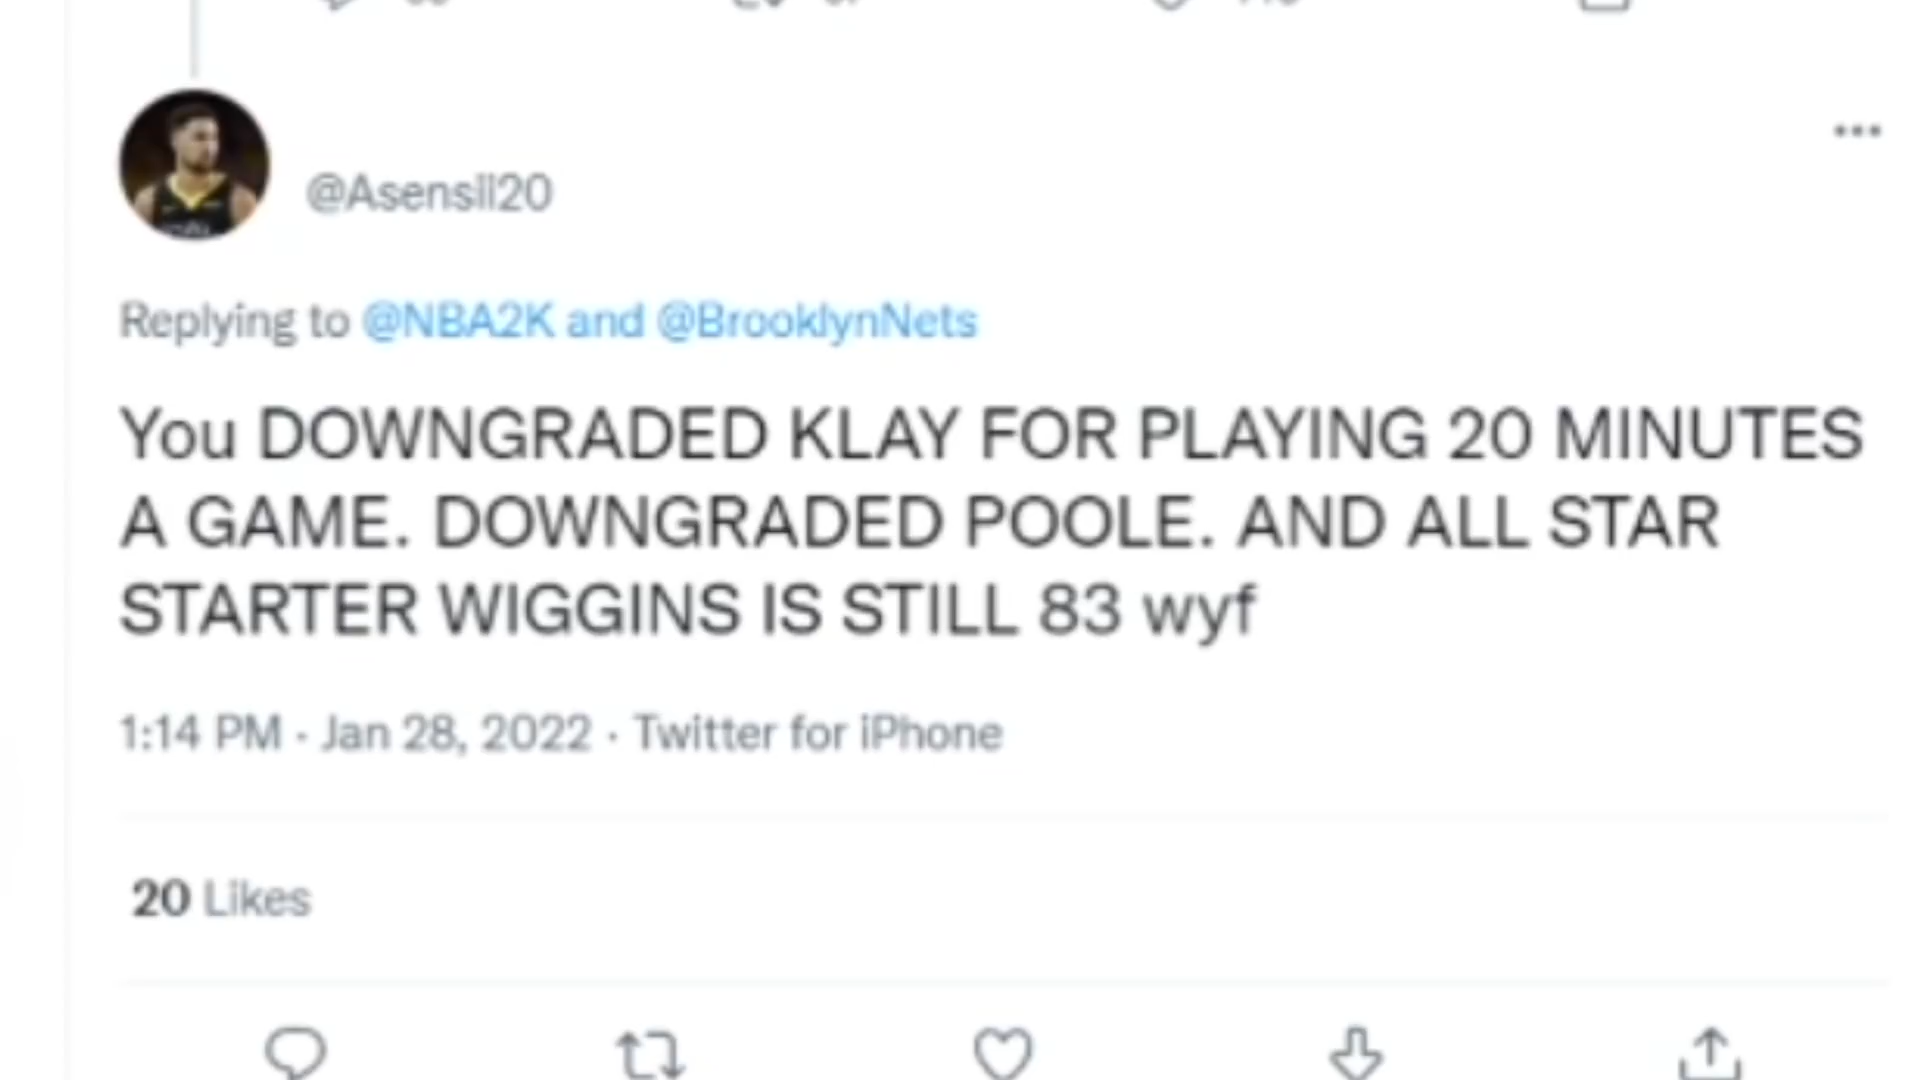 @Asensii20
Replying to @NBA2K and @BrooklynNets
You DOWNGRADED KLAY FOR PLAYING 20 MINUTES
A GAME. DOWNGRADED POOLE. AND ALL STAR
STARTER WIGGINS IS STILL 83 wyf
1:14 PM · Jan 28, 2022 · Twitter for iPhone
20 Likes